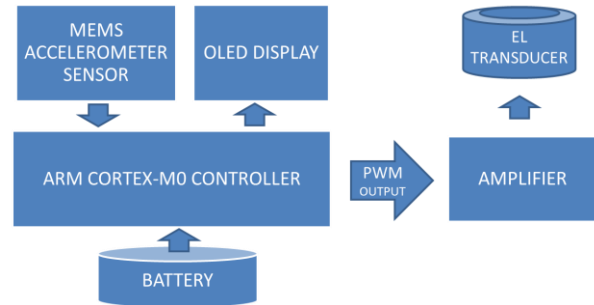 MEMS
ACCELEROMETER
SENSOR
OLED DISPLAY
EL
TRANSDUCER
ARM CORTEX-M0 CONTROLLER
PWM
OUTPUT
AMPLIFIER
BATTERY